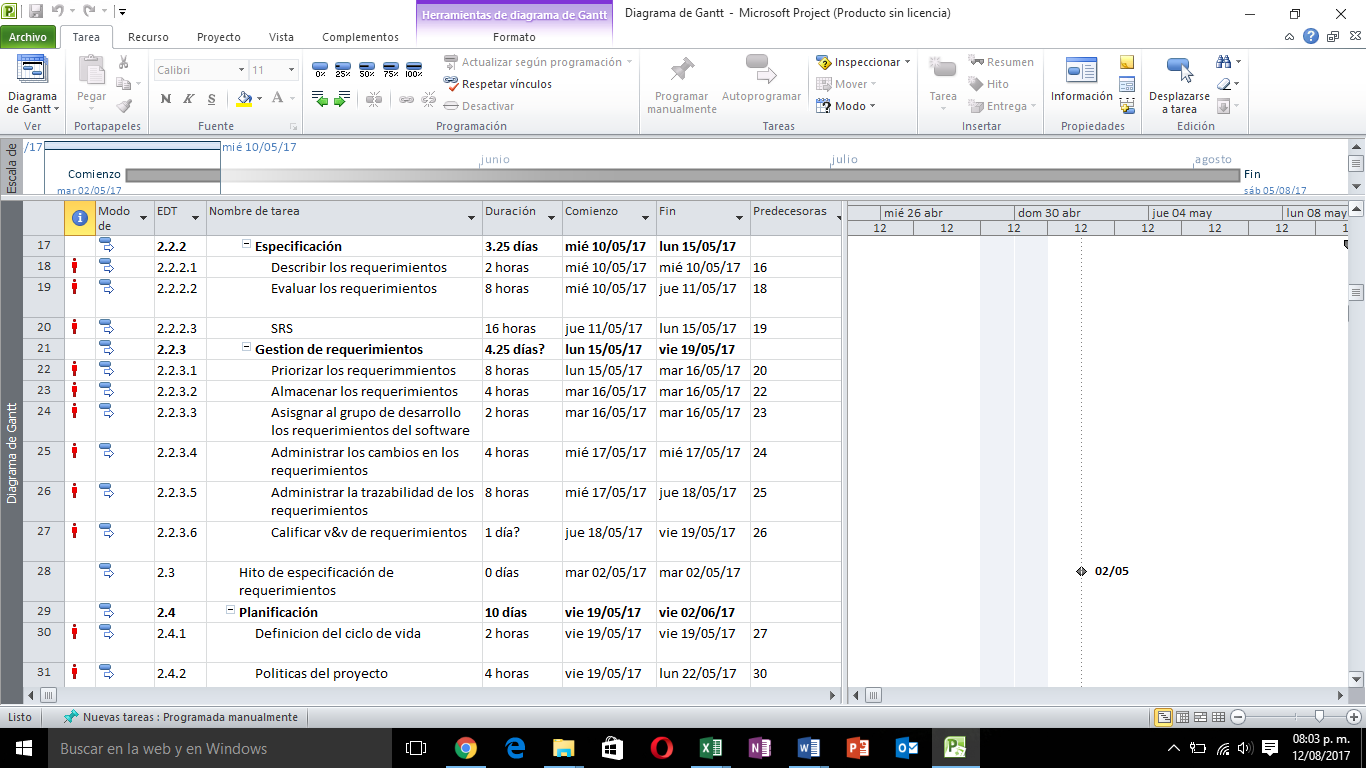 Herramientas de diagrama de Gantt
Diagrama de Gantt - Microsoft Project (Producto sin licencia)
Archivo Tarea Recurso Proyecto Vista Complementos Formato
Diagrama de Gantt
Ver
Pegar
Portapapeles
Calibri 11
N K S A
Fuente
0% 25% 50% 75% 100%
Actualizar según programación
Respetar vínculos
Desactivar
Programación
Programar manualmente
Autoprogramar
Inspeccionar
Mover
Modo
Tareas
Tarea
Resumen
Hito
Entrega
Insertar
Información
Propiedades
Desplazarse a tarea
Edición
Escala de
/17 mié 10/05/17 junio julio agosto
Comienzo Fin
mar 02/05/17 sáb 05/08/17
Diagrama de Gantt
Modo de EDT Nombre de tarea Duración Comienzo Fin Predecesoras
mié 26 abr dom 30 abr jue 04 may lun 08 may
12 12 12 12 12 12 12 1
17 2.2.2 Especificación 3.25 días mié 10/05/17 lun 15/05/17
18 2.2.2.1 Describir los requerimientos 2 horas mié 10/05/17 mié 10/05/17 16
19 2.2.2.2 Evaluar los requerimientos 8 horas mié 10/05/17 jue 11/05/17 18
20 2.2.2.3 SRS 16 horas jue 11/05/17 lun 15/05/17 19
21 2.2.3 Gestion de requerimientos 4.25 días? lun 15/05/17 vie 19/05/17
22 2.2.3.1 Priorizar los requerimmientos 8 horas lun 15/05/17 mar 16/05/17 20
23 2.2.3.2 Almacenar los requerimientos 4 horas mar 16/05/17 mar 16/05/17 22
24 2.2.3.3 Asisgnar al grupo de desarrollo 2 horas mar 16/05/17 mar 16/05/17 23
los requerimientos del software
25 2.2.3.4 Administrar los cambios en los 4 horas mié 17/05/17 mié 17/05/17 24
requerimientos
26 2.2.3.5 Administrar la trazabilidad de los 8 horas mié 17/05/17 jue 18/05/17 25
requerimientos
27 2.2.3.6 Calificar v&v de requerimientos 1 día? jue 18/05/17 vie 19/05/17 26
28 2.3 Hito de especificación de 0 días mar 02/05/17 mar 02/05/17
requerimientos
02/05
29 2.4 Planificación 10 días vie 19/05/17 vie 02/06/17
30 2.4.1 Definicion del ciclo de vida 2 horas vie 19/05/17 vie 19/05/17 27
31 2.4.2 Politicas del proyecto 4 horas vie 19/05/17 lun 22/05/17 30
Listo Nuevas tareas : Programada manualmente
Buscar en la web y en Windows
08:03 p. m.
12/08/2017